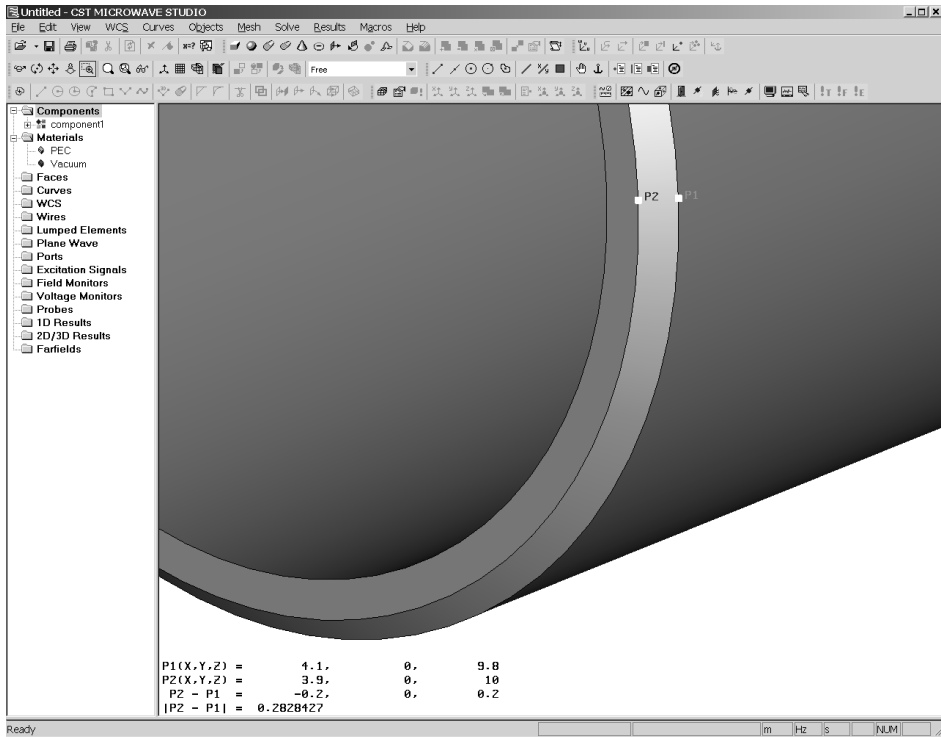 Untitled - CST MICROWAVE STUDIO
File Edit View WCS Curves Objects Mesh Solve Results Macros Help
Free
Components
component1
Materials
PEC
Vacuum
Faces
Curves
WCS
Wires
Lumped Elements
Plane Wave
Ports
Excitation Signals
Field Monitors
Voltage Monitors
Probes
1D Results
2D/3D Results
Farfields
P2 P1
P1(X,Y,Z) = 4.1, 0, 9.8
P2(X,Y,Z) = 3.9, 0, 10
P2 - P1 = -0.2, 0, 0.2
|P2 - P1| = 0.2828427
Ready m Hz s NUM